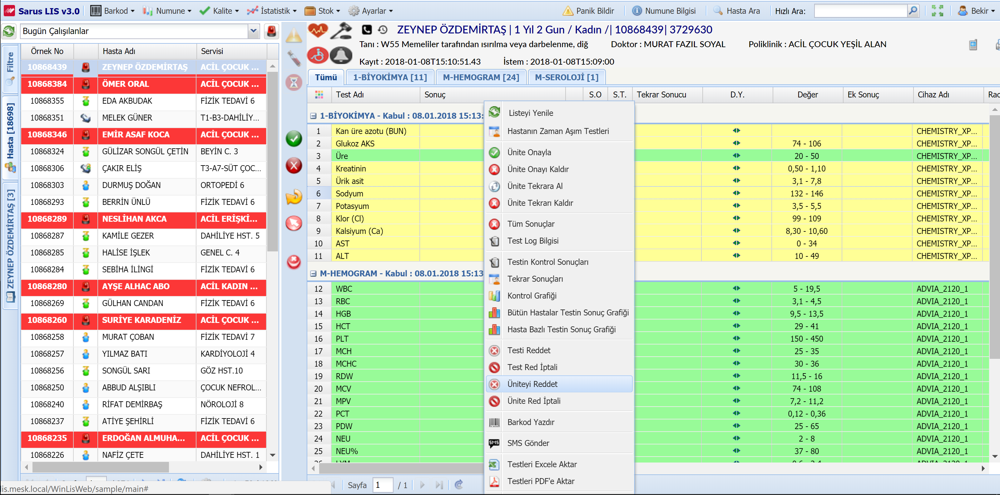 Sarus LIS v3.0 Barkod Numune Kalite İstatistik Stok Ayarlar Panik Bildir Numune Bilgisi Hasta Ara Hızlı Ara: Bekir
Bugün Çalışılanlar
Filtre
Hasta [18698]
ZEYNEP ÖZDEMİRTAŞ [3]
Örnek No Hasta Adı Servisi
10868439 ZEYNEP ÖZDEMİRTAŞ ACİL ÇOCUK ...
10868384 ÖMER ORAL ACİL ÇOCUK ...
10868355 EDA AKBUDAK FİZİK TEDAVİ 6
10868351 MELEK GÜNER T1-B3-DAHİLİY...
10868346 EMİR ASAF KOCA ACİL ÇOCUK ...
10868324 GÜLİZAR SONGÜL ÇETİN BEYİN C. 3
10868306 ÇAKIR ELİŞ T3-A7-SÜT ÇOC...
10868303 DURMUŞ DOĞAN ORTOPEDİ 6
10868293 BERRİN ÜNLÜ FİZİK TEDAVİ 6
10868289 NESLİHAN AKCA ACİL ERİŞKİ...
10868287 KAMİLE GEZER DAHİLİYE HST. 5
10868285 HALİSE İŞLEK GENEL C. 4
10868284 SEBİHA İLİNGİ FİZİK TEDAVİ 6
10868280 AYŞE ALHAC ABO ACİL KADIN ...
10868269 GÜLHAN CANDAN FİZİK TEDAVİ 6
10868260 SURİYE KARADENİZ ACİL ÇOCUK ...
10868258 MURAT ÇOBAN FİZİK TEDAVİ 7
10868257 YILMAZ BATI KARDİYOLOJİ 4
10868256 SONGÜL SARI GÖZ HST.10
10868250 ABBUD ALŞIBLI ÇOCUK NEFROL...
10868240 RİFAT DEMİRBAŞ NÖROLOJİ 8
10868237 ATİYE ŞEHİRLİ FİZİK TEDAVİ 6
10868235 ERDOĞAN ALMUHA... ACİL ÇOCUK ...
10868226 NAFİZ ÇETE DAHİLİYE HST. 1
lis.mesk.local/WinLisWeb/sample/main#
ZEYNEP ÖZDEMİRTAŞ | 1 Yıl 2 Gun / Kadın /| 10868439| 3729630
Tanı : W55 Memeliler tarafından ısırılma veya darbelenme, diğ Doktor : MURAT FAZIL SOYAL Poliklinik : ACİL ÇOCUK YEŞİL ALAN
Kayıt : 2018-01-08T15:10:51.43 İstem : 2018-01-08T15:09:00
Tümü 1-BİYOKİMYA [11] M-HEMOGRAM [24] M-SEROLOJİ [1]
Test Adı Sonuç S.O S.T. Tekrar Sonucu D.Y. Değer Ek Sonuç Cihaz Adı Rac
1-BİYOKİMYA - Kabul : 08.01.2018 15:13:
1 Kan üre azotu (BUN) CHEMISTRY_XP...
2 Glukoz AKS 74 - 106 CHEMISTRY_XP...
3 Üre 20 - 50 CHEMISTRY_XP...
4 Kreatinin 0,50 - 1,10 CHEMISTRY_XP...
5 Ürik asit 3,1 - 7,8 CHEMISTRY_XP...
6 Sodyum 132 - 146 CHEMISTRY_XP...
7 Potasyum 3,5 - 5,5 CHEMISTRY_XP...
8 Klor (Cl) 99 - 109 CHEMISTRY_XP...
9 Kalsiyum (Ca) 8,30 - 10,60 CHEMISTRY_XP...
10 AST 0 - 34 CHEMISTRY_XP...
11 ALT 10 - 49 CHEMISTRY_XP...
M-HEMOGRAM - Kabul : 08.01.2018 15:13
12 WBC 5 - 19,5 ADVIA_2120_1
13 RBC 3,1 - 4,5 ADVIA_2120_1
14 HGB 9,5 - 13,5 ADVIA_2120_1
15 HCT 29 - 41 ADVIA_2120_1
16 PLT 150 - 450 ADVIA_2120_1
17 MCH 25 - 35 ADVIA_2120_1
18 MCHC 30 - 36 ADVIA_2120_1
19 RDW 11,5 - 16 ADVIA_2120_1
20 MCV 74 - 108 ADVIA_2120_1
21 MPV 7,2 - 11,2 ADVIA_2120_1
22 PCT 0,12 - 0,36 ADVIA_2120_1
23 PDW 25 - 65 ADVIA_2120_1
24 NEU 2 - 8 ADVIA_2120_1
25 NEU% 37 - 80 ADVIA_2120_1
Sayfa 1 / 1
Listeyi Yenile
Hastanın Zaman Aşım Testleri
Ünite Onayla
Ünite Onayı Kaldır
Ünite Tekrara Al
Ünite Tekrarı Kaldır
Tüm Sonuçlar
Test Log Bilgisi
Testin Kontrol Sonuçları
Tekrar Sonuçları
Kontrol Grafiği
Bütün Hastalar Testin Sonuç Grafiği
Hasta Bazlı Testin Sonuç Grafiği
Testi Reddet
Test Red İptali
Üniteyi Reddet
Ünite Red İptali
Barkod Yazdır
SMS SMS Gönder
Testleri Excele Aktar
Testleri PDF'e Aktar